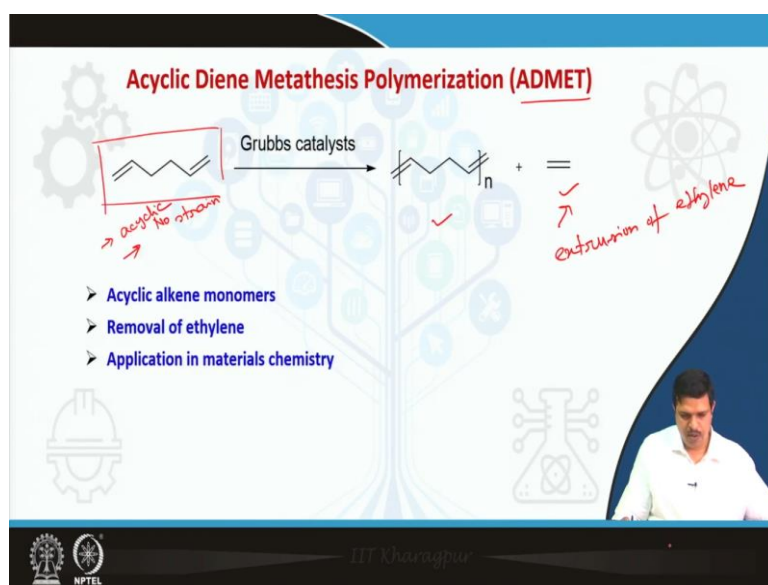 Acyclic Diene Metathesis Polymerization (ADMET)
Grubbs catalysts
n
+
→ acyclic
→ No strain
extrusion of ethylene
➤ Acyclic alkene monomers
➤ Removal of ethylene
➤ Application in materials chemistry
IIT Kharagpur
NPTEL